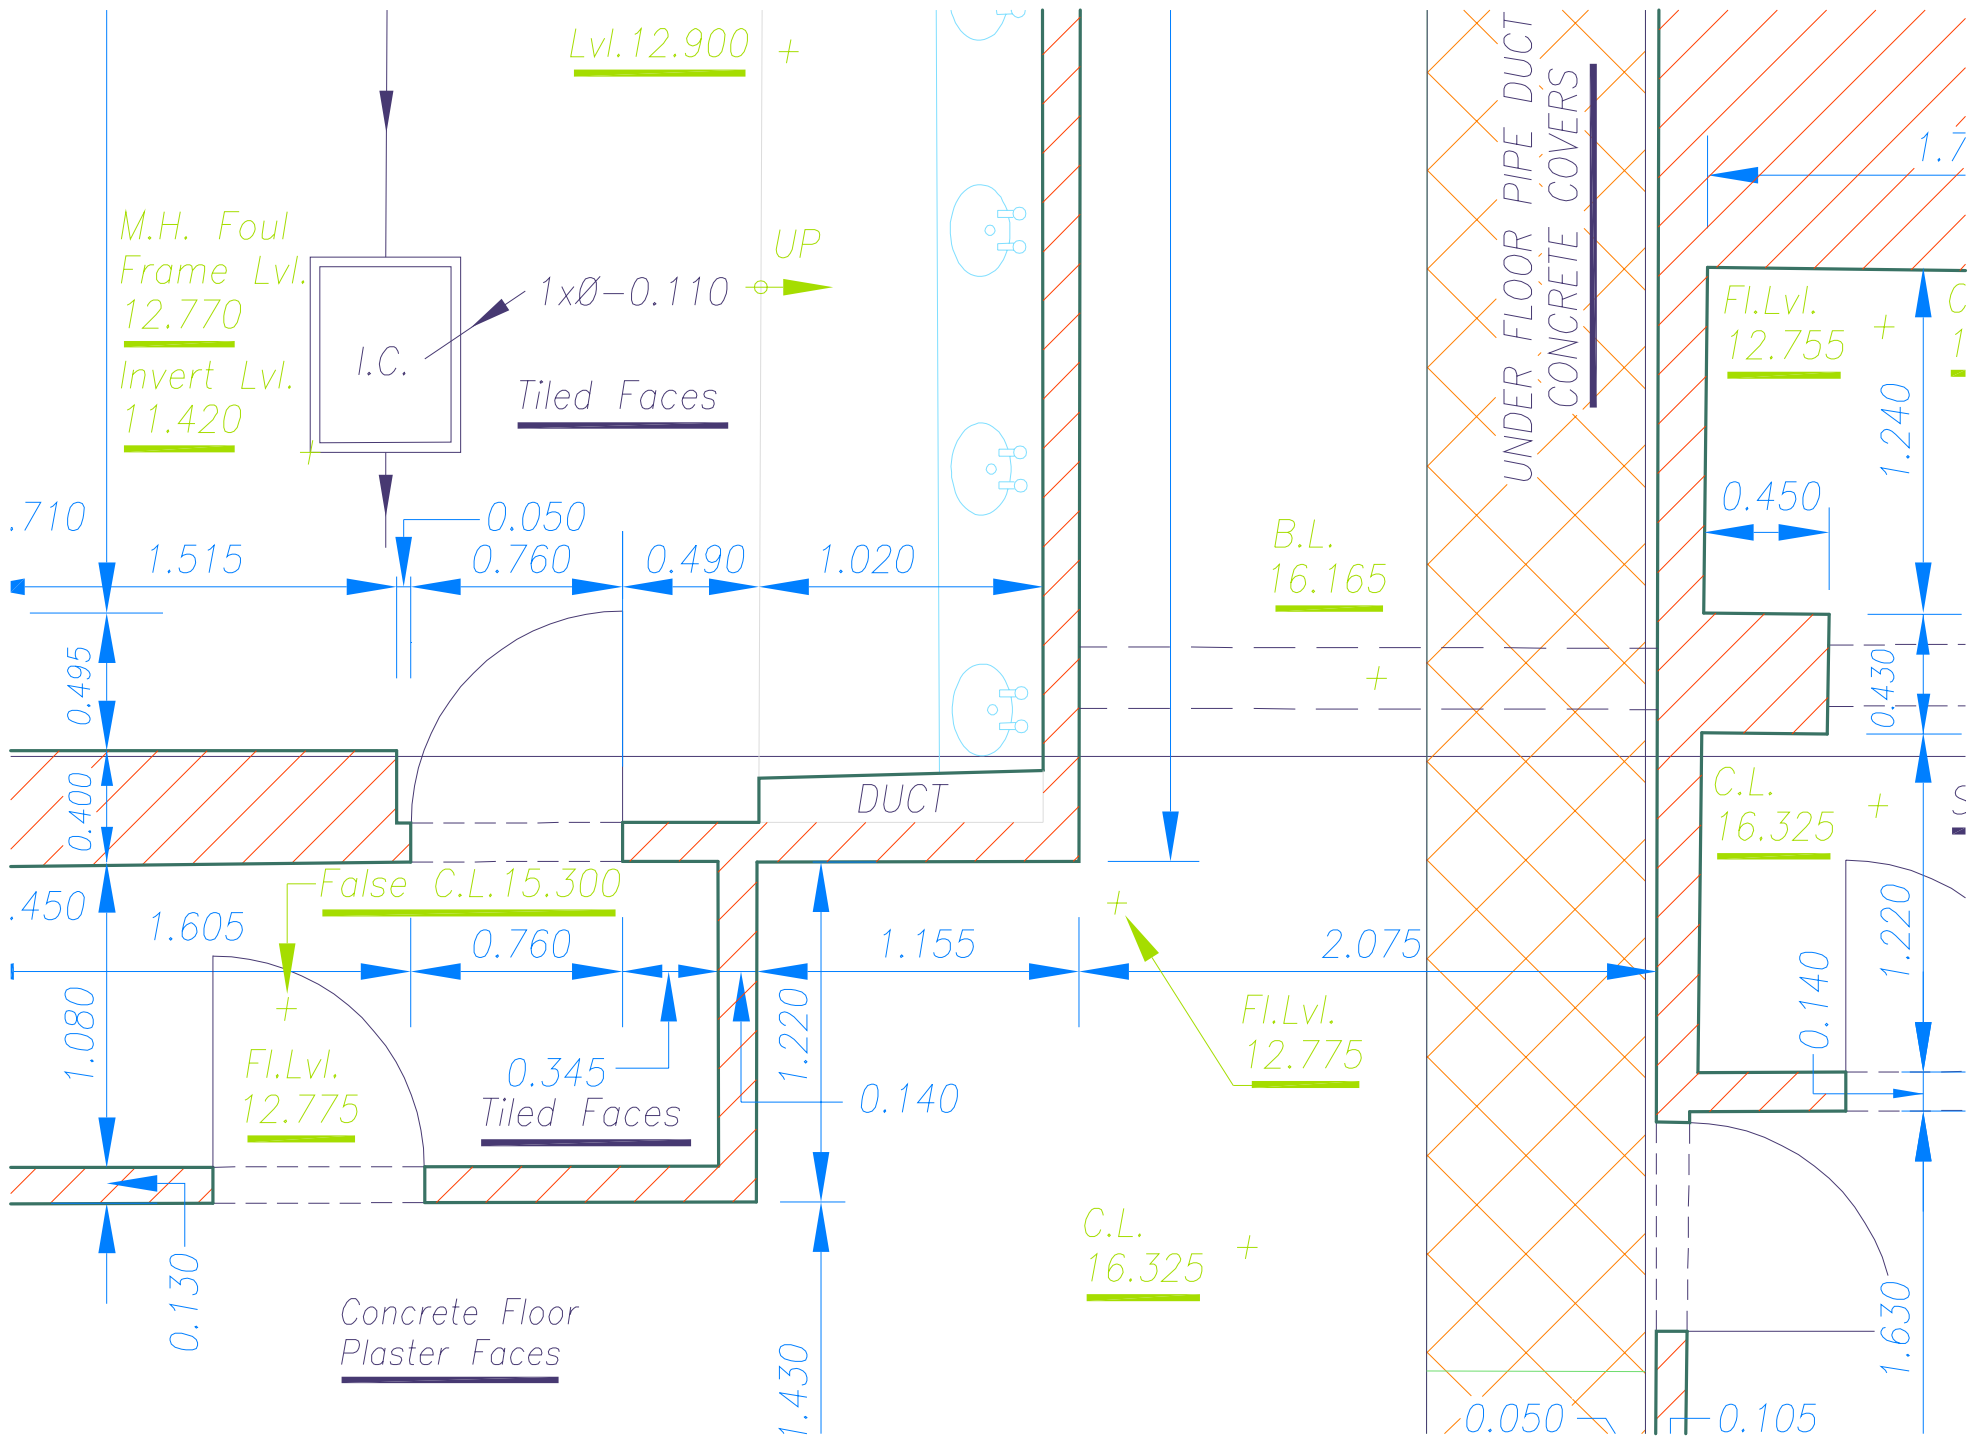 Lvl.12.900
UNDER FLOOR PIPE DUCT
CONCRETE COVERS
M.H. Foul
Frame Lvl.
12.770
Invert Lvl.
11.420
I.C.
1xØ-0.110
UP
Tiled Faces
Fl.Lvl.
12.755
1.240
0.450
.710
1.515
0.050
0.760
0.490
1.020
B.L.
16.165
0.495
0.400
0.430
DUCT
C.L.
16.325
False C.L.15.300
.450
1.605
0.760
1.155
2.075
1.220
0.140
1.080
Fl.Lvl.
12.775
0.345
Tiled Faces
1.220
0.140
Fl.Lvl.
12.775
C.L.
16.325
0.130
Concrete Floor
Plaster Faces
1.430
1.630
0.050
0.105